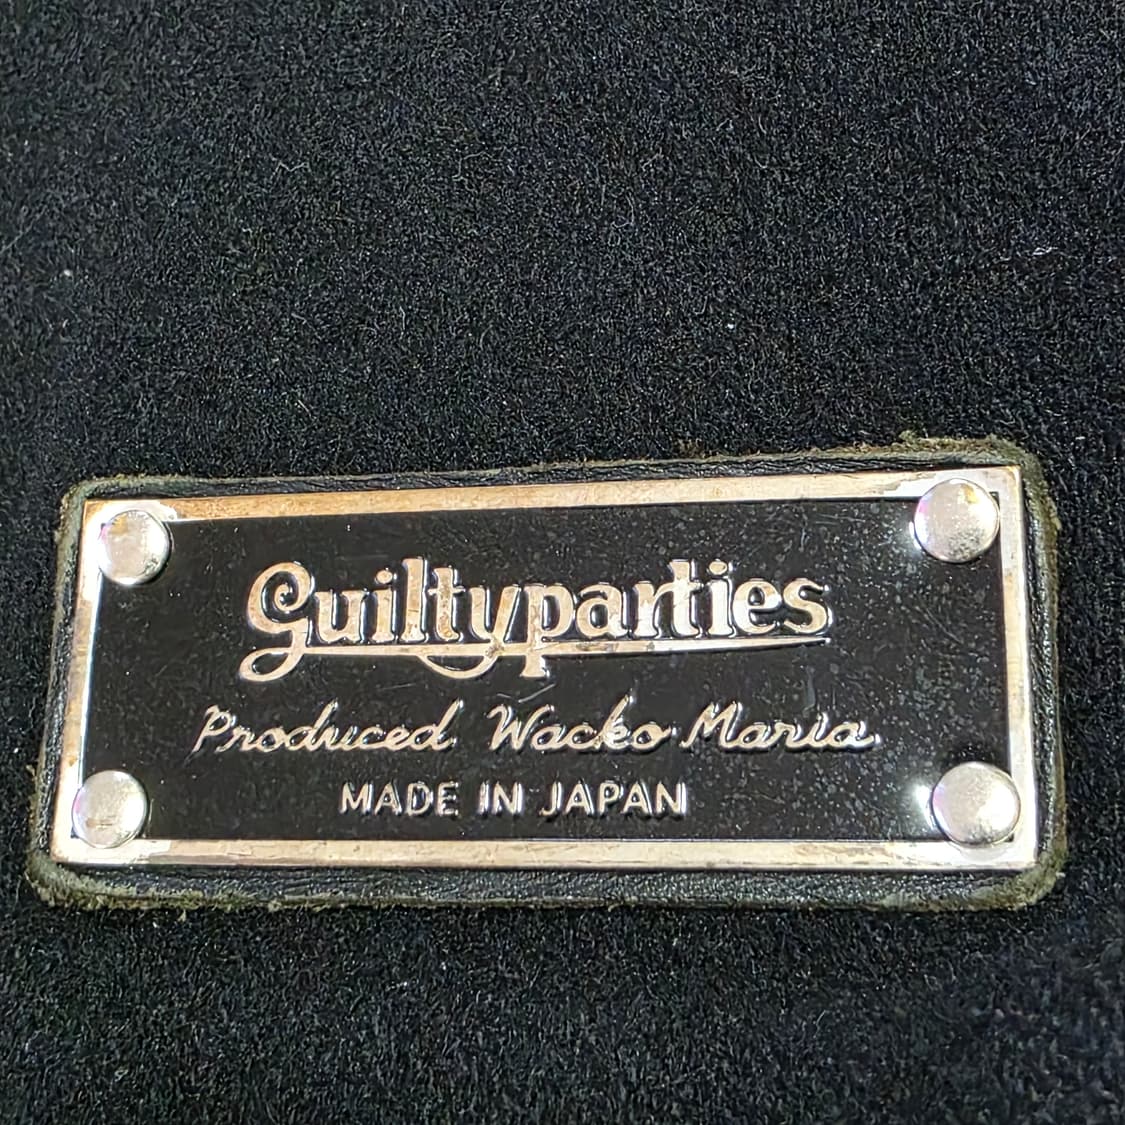 Guiltyparties
Produced Wacko Maria
MADE IN JAPAN